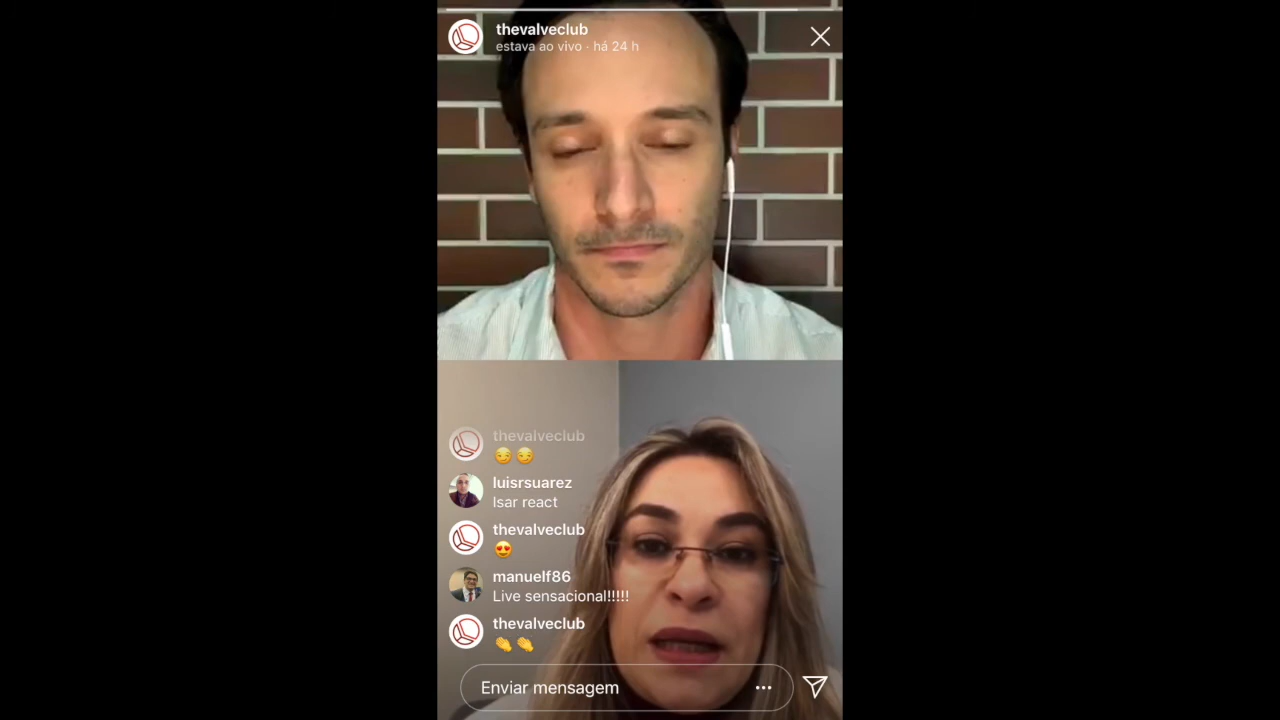 thevalveclub
estava ao vivo · há 24 h
thevalveclub
😏 😏
luisrsuarez
Isar react
thevalveclub
😍
manuelf86
Live sensacional!!!!!
thevalveclub
👏 👏
Enviar mensagem